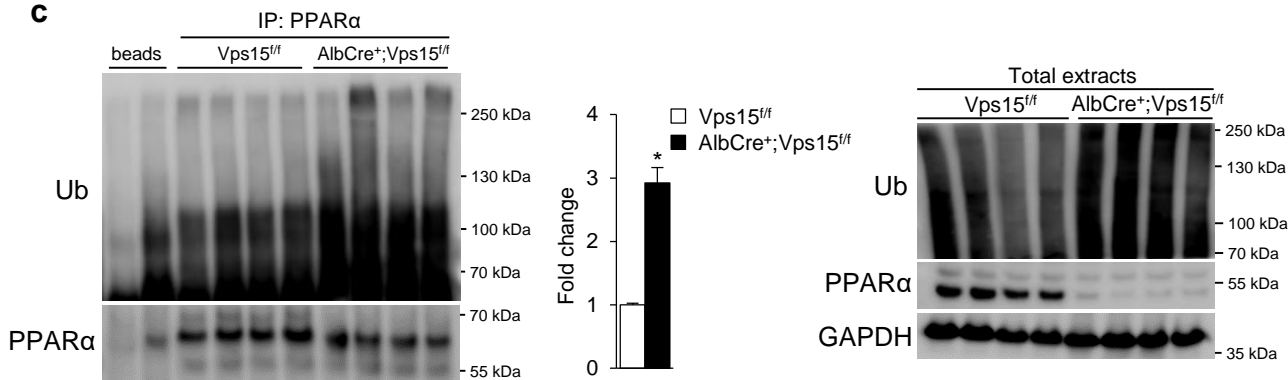 c
IP: PPARα
beads
Vps15f/f
AlbCre+;Vps15f/f
Ub
250 kDa
130 kDa
100 kDa
70 kDa
PPARα
70 kDa
55 kDa
Fold change
4
3
2
1
0
*
Vps15f/f
AlbCre+;Vps15f/f
Total extracts
Vps15f/f
AlbCre+;Vps15f/f
Ub
250 kDa
130 kDa
100 kDa
70 kDa
PPARα
55 kDa
GAPDH
35 kDa